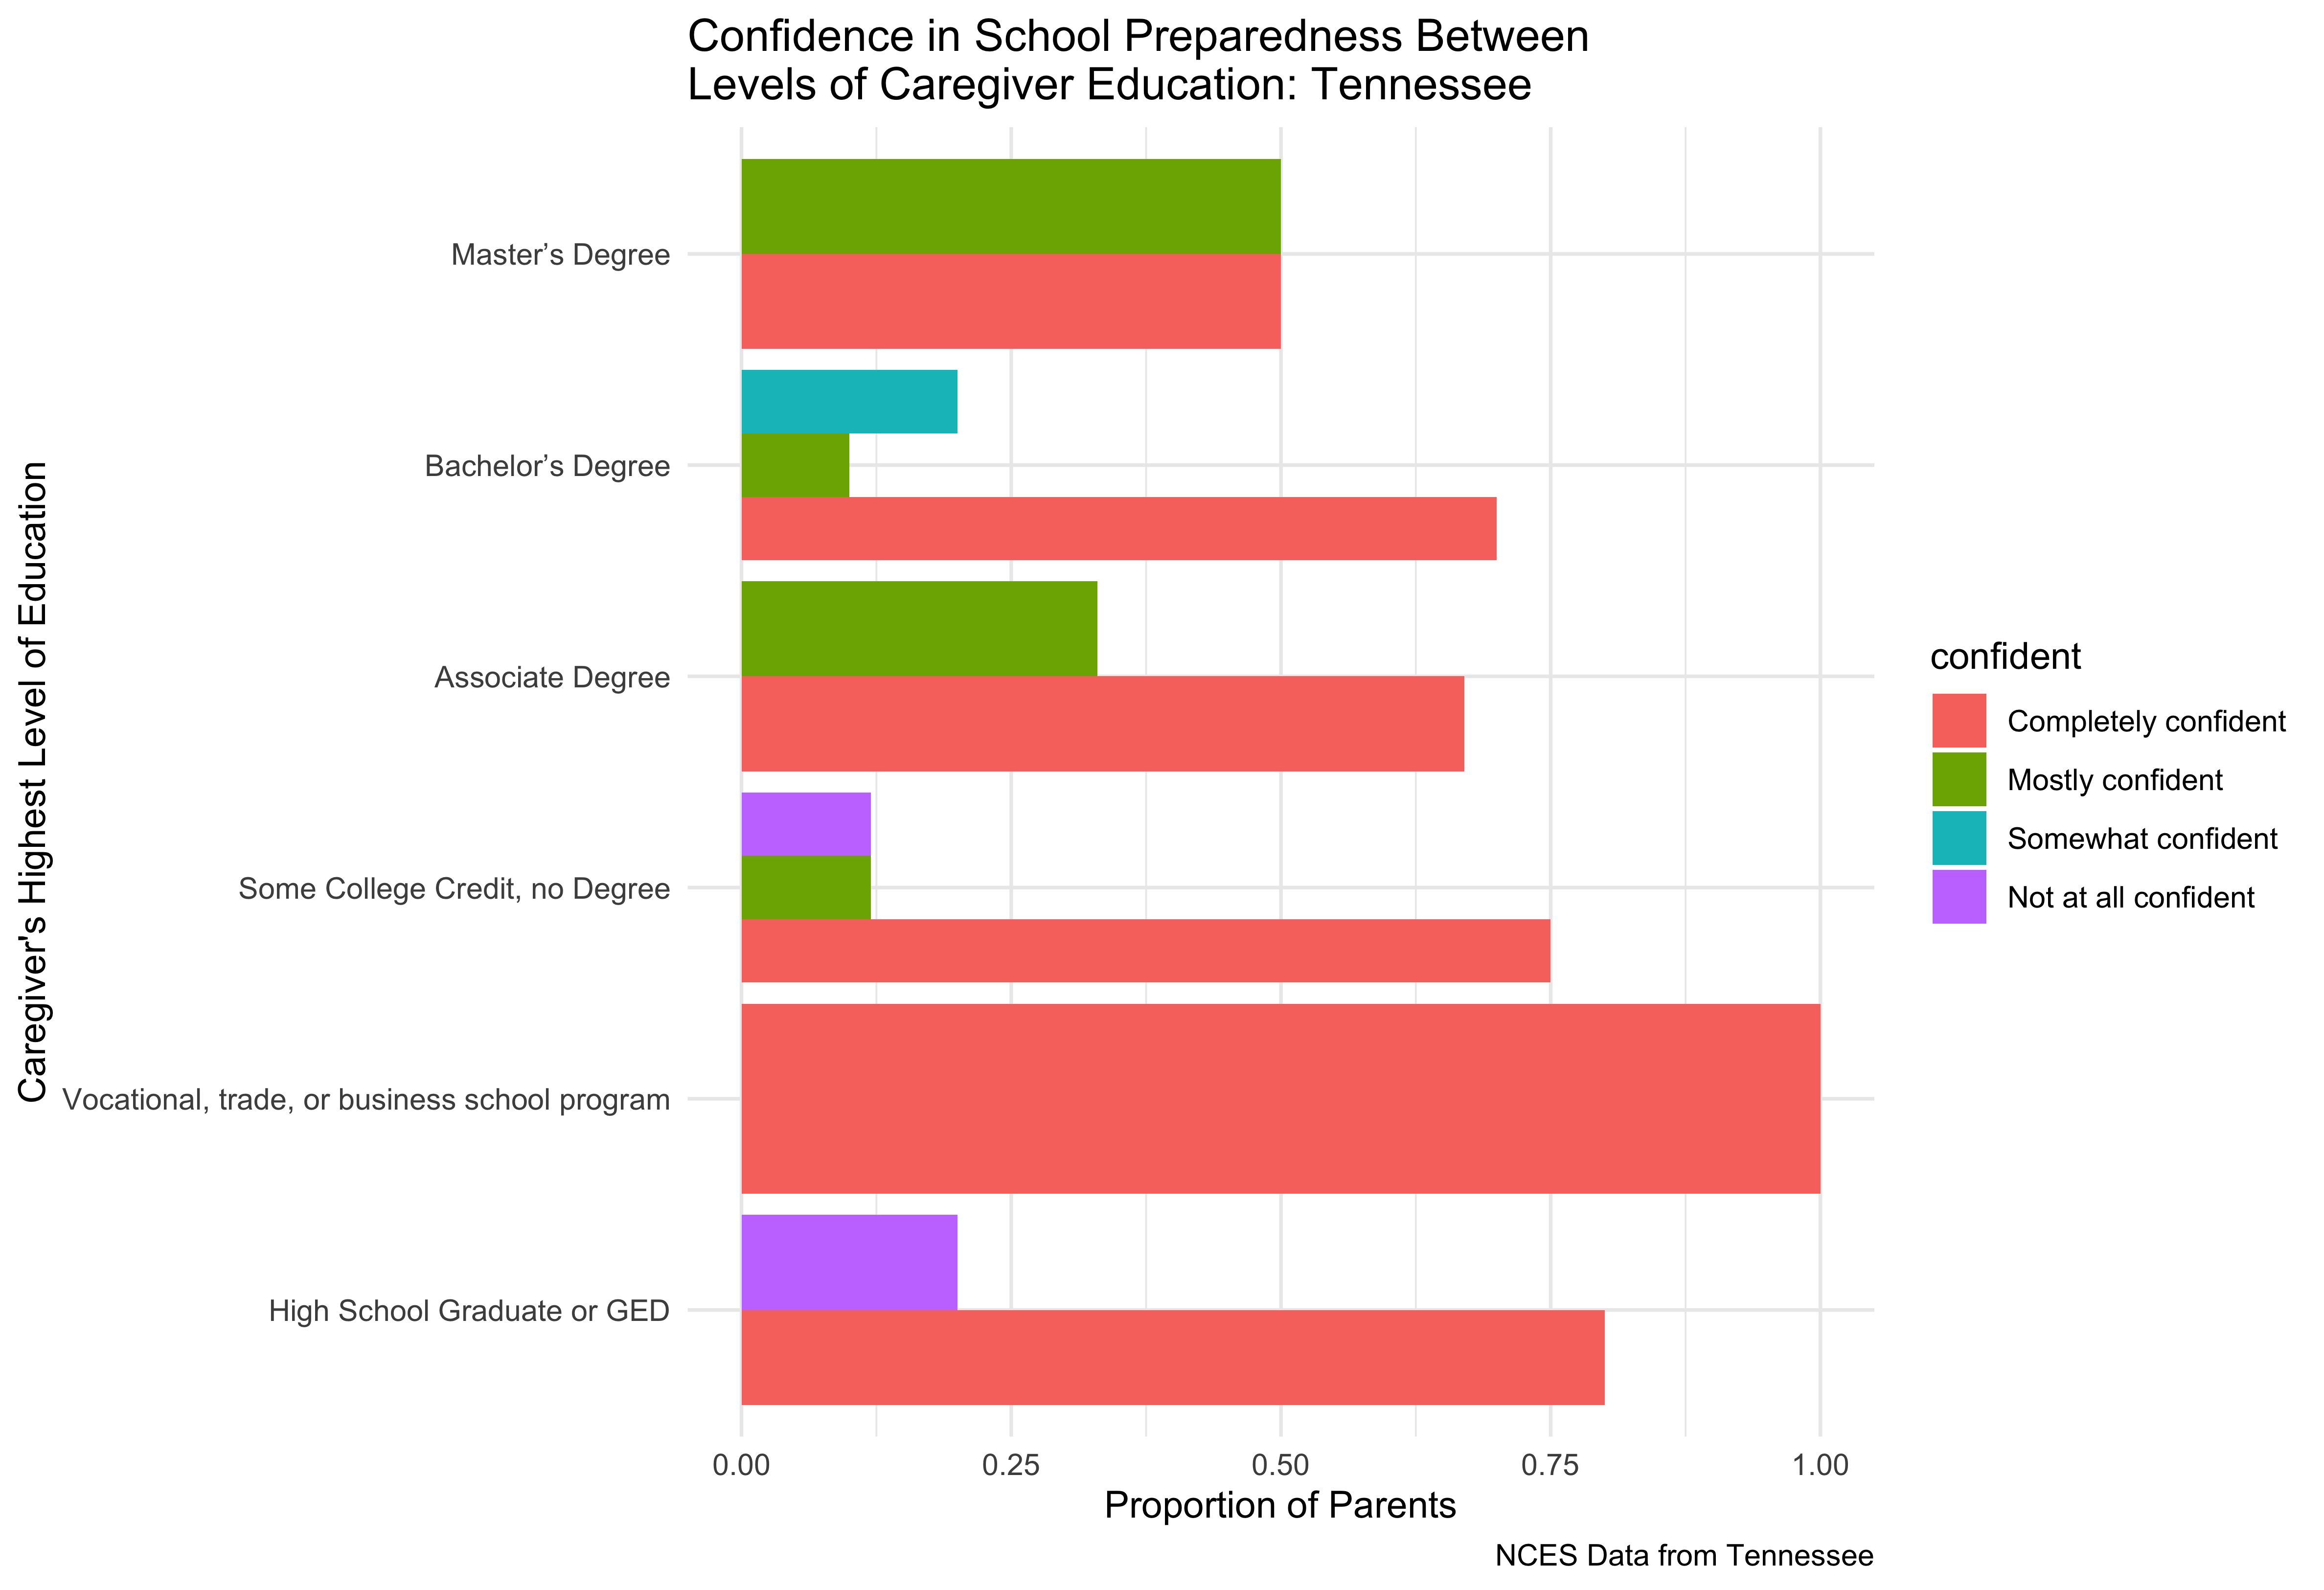 Confidence in School Preparedness Between
Levels of Caregiver Education: Tennessee
Caregiver's Highest Level of Education
Master’s Degree
Bachelor’s Degree
Associate Degree
Some College Credit, no Degree
Vocational, trade, or business school program
High School Graduate or GED
0.00 0.25 0.50 0.75 1.00
Proportion of Parents
NCES Data from Tennessee
confident
Completely confident
Mostly confident
Somewhat confident
Not at all confident